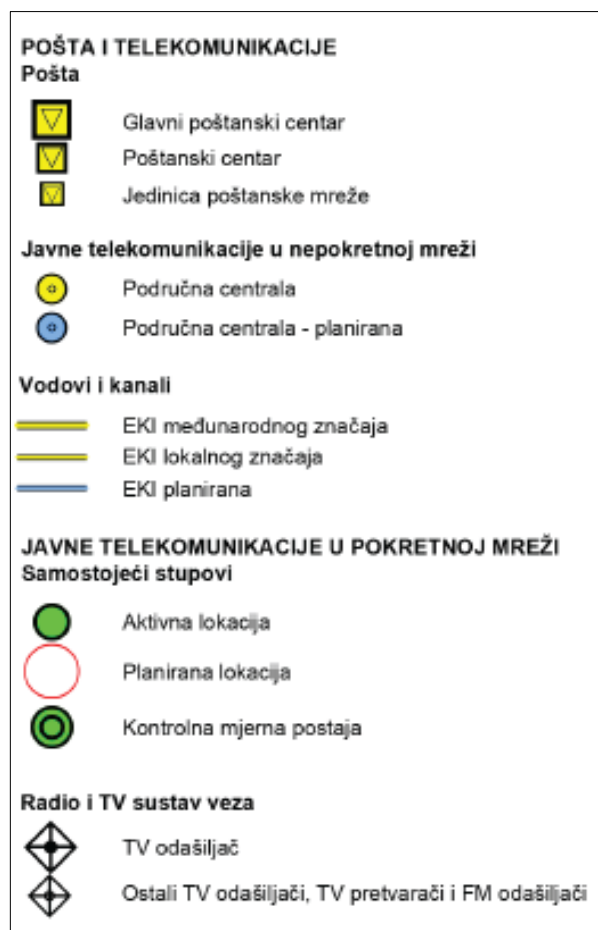 POŠTA I TELEKOMUNIKACIJE
Pošta
Glavni poštanski centar
Poštanski centar
Jedinica poštanske mreže
Javne telekomunikacije u nepokretnoj mreži
Područna centrala
Područna centrala - planirana
Vodovi i kanali
EKI međunarodnog značaja
EKI lokalnog značaja
EKI planirana
JAVNE TELEKOMUNIKACIJE U POKRETNOJ MREŽI
Samostojeći stupovi
Aktivna lokacija
Planirana lokacija
Kontrolna mjerna postaja
Radio i TV sustav veza
TV odašiljač
Ostali TV odašiljači, TV pretvarači i FM odašiljači